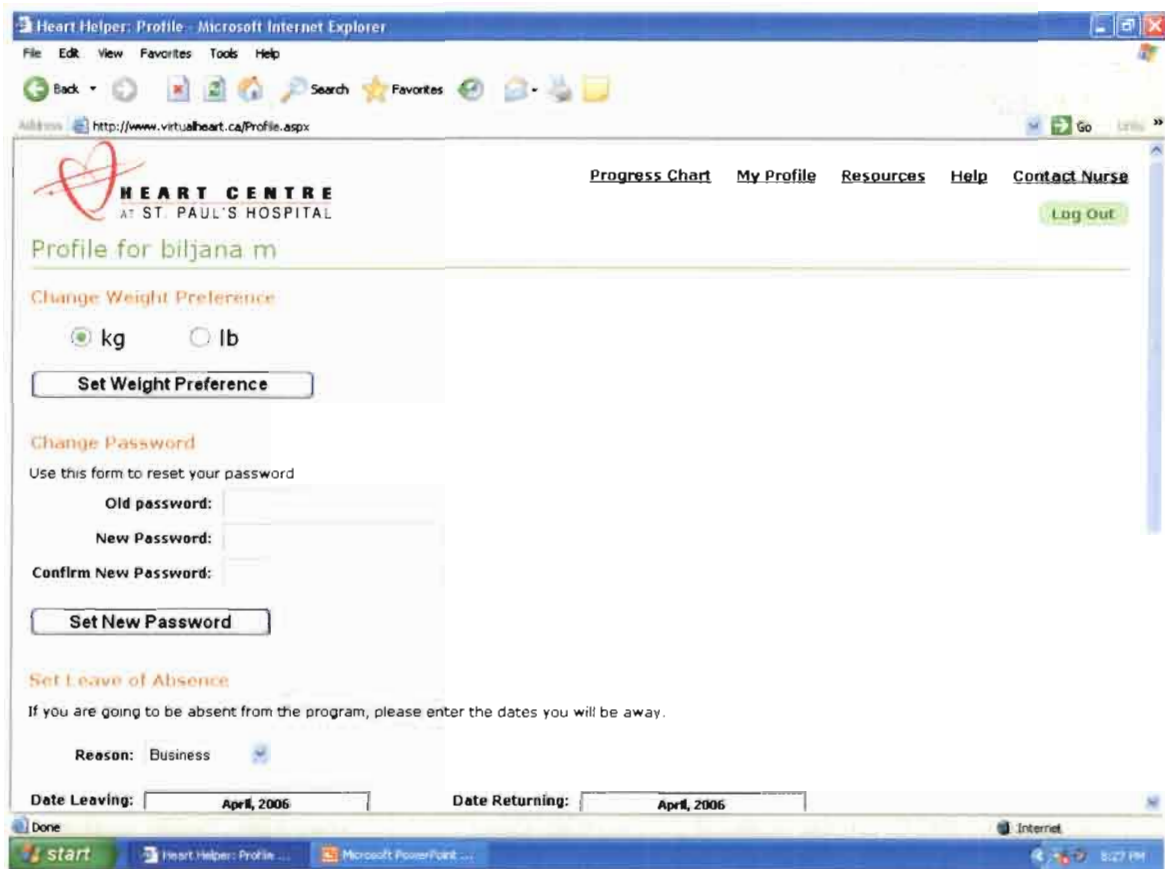 Heart Helper: Profile - Microsoft Internet Explorer
File Edit View Favorites Tools Help
Back Search Favorites
Address http://www.virtualheart.ca/Profile.aspx Go Links »
HEART CENTRE
AT ST. PAUL'S HOSPITAL
Progress Chart My Profile Resources Help Contact Nurse
Log Out
Profile for biljana m
Change Weight Preference
kg lb
Set Weight Preference
Change Password
Use this form to reset your password
Old password:
New Password:
Confirm New Password:
Set New Password
Set Leave of Absence
If you are going to be absent from the program, please enter the dates you will be away.
Reason: Business
Date Leaving: April, 2006 Date Returning: April, 2006
Done Internet
start Heart Helper: Profile ... Microsoft PowerPoint ... 8:27 PM